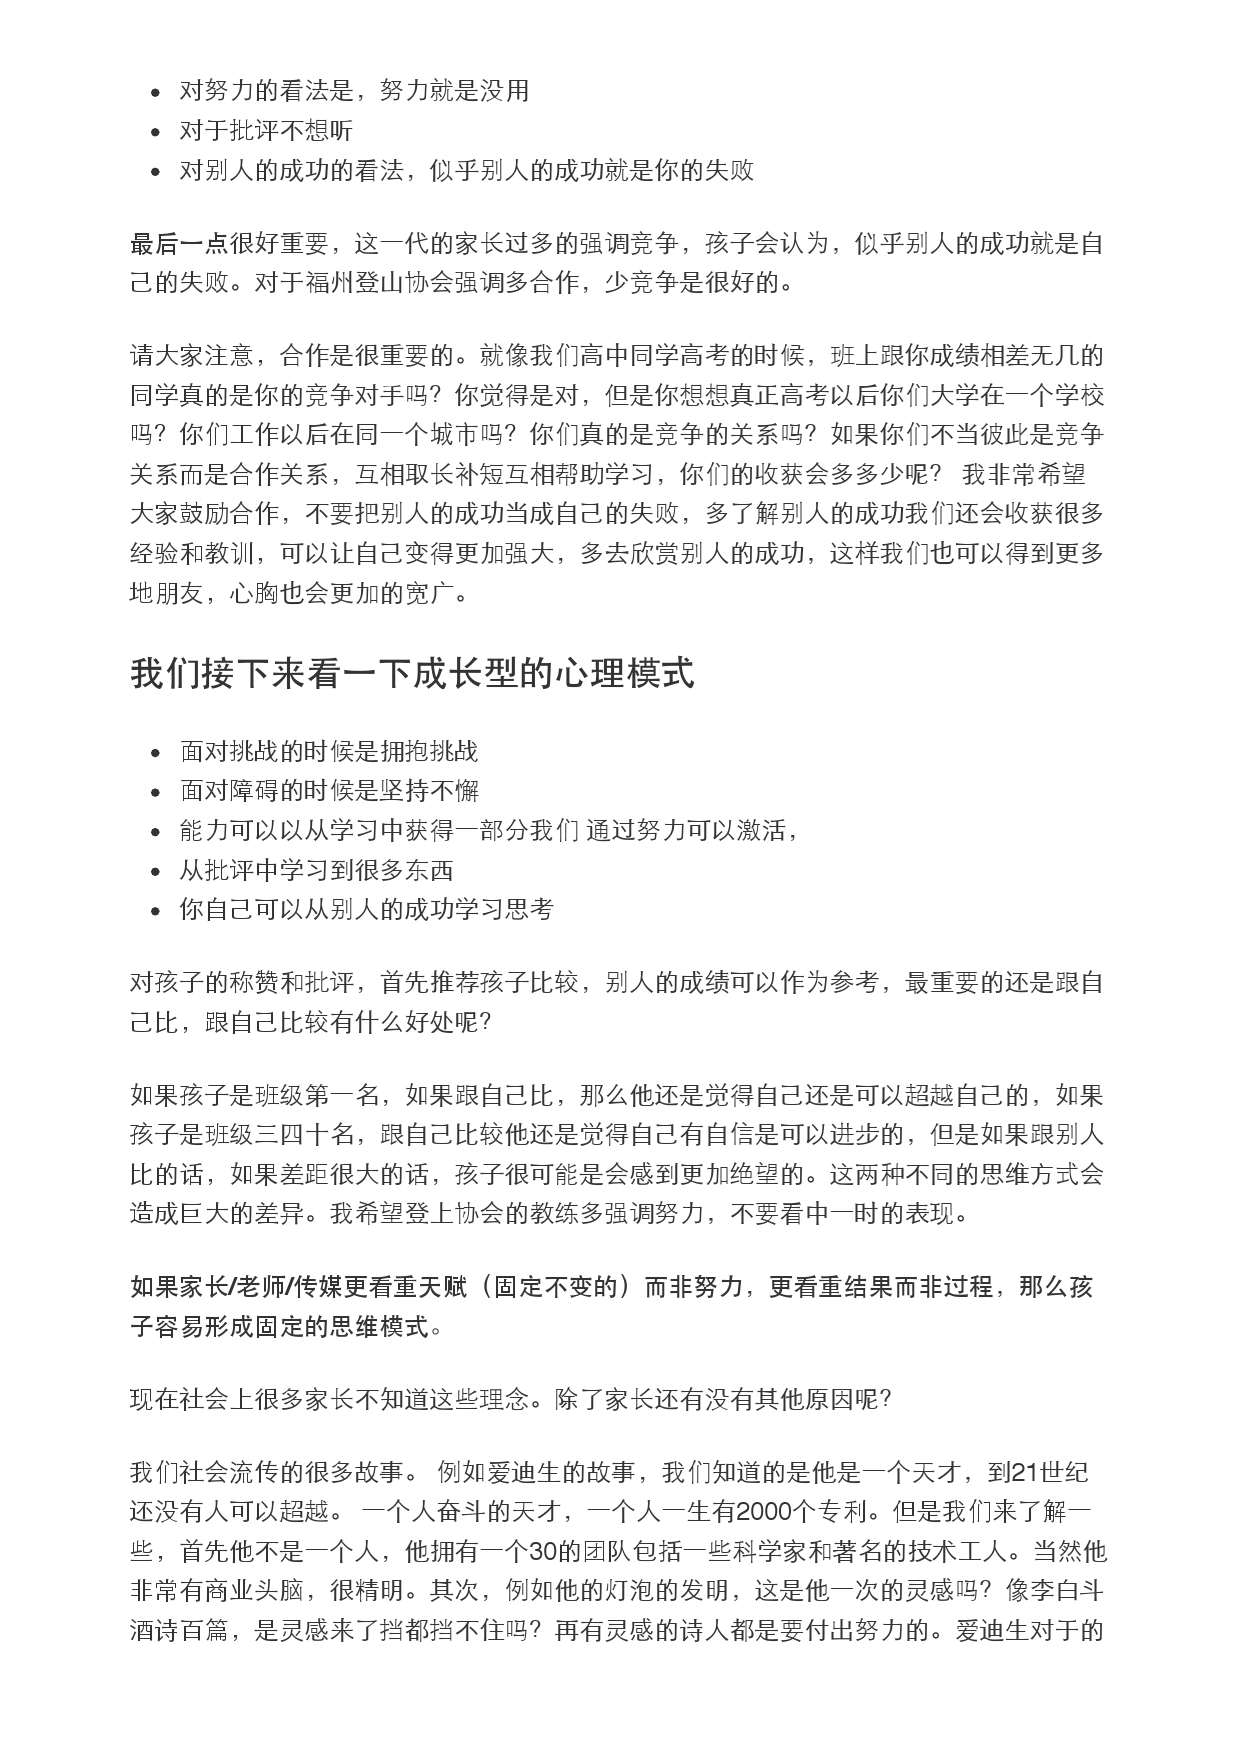 对努力的看法是，努力就是没用
对于批评不想听
对别人的成功的看法，似乎别人的成功就是你的失败
最后一点很好重要，这一代的家长过多的强调竞争，孩子会认为，似乎别人的成功就是自
己的失败。对于福州登山协会强调多合作，少竞争是很好的。
请大家注意，合作是很重要的。就像我们高中同学高考的时候，班上跟你成绩相差无几的
同学真的是你的竞争对手吗？你觉得是对，但是你想想真正高考以后你们大学在一个学校
吗？你们工作以后在同一个城市吗？你们真的是竞争的关系吗？如果你们不当彼此是竞争
关系而是合作关系，互相取长补短互相帮助学习，你们的收获会多多少呢？ 我非常希望
大家鼓励合作，不要把别人的成功当成自己的失败，多了解别人的成功我们还会收获很多
经验和教训，可以让自己变得更加强大，多去欣赏别人的成功，这样我们也可以得到更多
地朋友，心胸也会更加的宽广。
我们接下来看一下成长型的心理模式
面对挑战的时候是拥抱挑战
面对障碍的时候是坚持不懈
能力可以以从学习中获得一部分我们 通过努力可以激活，
从批评中学习到很多东西
你自己可以从别人的成功学习思考
对孩子的称赞和批评，首先推荐孩子比较，别人的成绩可以作为参考，最重要的还是跟自
己比，跟自己比较有什么好处呢？
如果孩子是班级第一名，如果跟自己比，那么他还是觉得自己还是可以超越自己的，如果
孩子是班级三四十名，跟自己比较他还是觉得自己有自信是可以进步的，但是如果跟别人
比的话，如果差距很大的话，孩子很可能是会感到更加绝望的。这两种不同的思维方式会
造成巨大的差异。我希望登上协会的教练多强调努力，不要看中一时的表现。
如果家长/老师/传媒更看重天赋（固定不变的）而非努力，更看重结果而非过程，那么孩
子容易形成固定的思维模式。
现在社会上很多家长不知道这些理念。除了家长还有没有其他原因呢？
我们社会流传的很多故事。 例如爱迪生的故事，我们知道的是他是一个天才，到21世纪
还没有人可以超越。 一个人奋斗的天才，一个人一生有2000个专利。但是我们来了解一
些，首先他不是一个人，他拥有一个30的团队包括一些科学家和著名的技术工人。当然他
非常有商业头脑，很精明。其次，例如他的灯泡的发明，这是他一次的灵感吗？像李白斗
酒诗百篇，是灵感来了挡都挡不住吗？再有灵感的诗人都是要付出努力的。爱迪生对于的